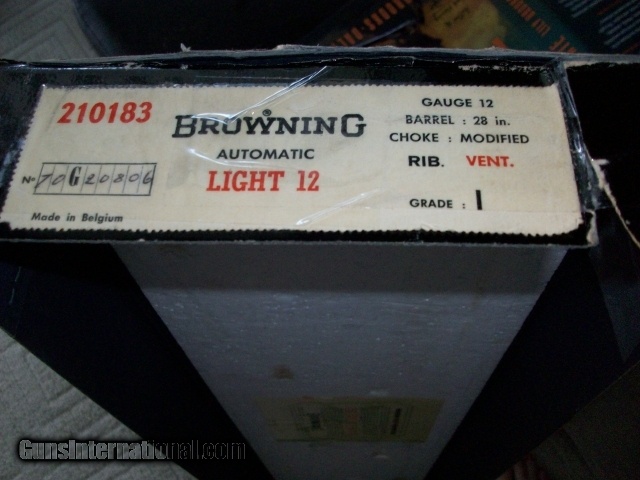 210183
BROWNING®
AUTOMATIC
LIGHT 12
Nº 70G20806
Made in Belgium
GAUGE 12
BARREL : 28 in.
CHOKE : MODIFIED
RIB. VENT.
GRADE : I
GunsInternational.com